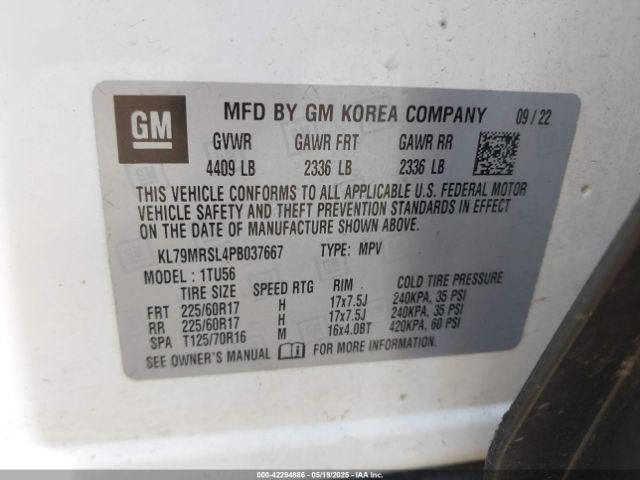 GM
MFD BY GM KOREA COMPANY 09/22
GVWR GAWR FRT GAWR RR
4409 LB 2336 LB 2336 LB
THIS VEHICLE CONFORMS TO ALL APPLICABLE U.S. FEDERAL MOTOR
VEHICLE SAFETY AND THEFT PREVENTION STANDARDS IN EFFECT
ON THE DATE OF MANUFACTURE SHOWN ABOVE.
KL79MRSL4PB037667 TYPE: MPV
MODEL: 1TU56
TIRE SIZE SPEED RTG RIM COLD TIRE PRESSURE
FRT 225/60R17 H 17x7.5J 240KPA, 35 PSI
RR 225/60R17 H 17x7.5J 240KPA, 35 PSI
SPA T125/70R16 M 16x4.0BT 420KPA, 60 PSI
SEE OWNER'S MANUAL FOR MORE INFORMATION.
000-42294886 - 05/19/2025 - IAA Inc.